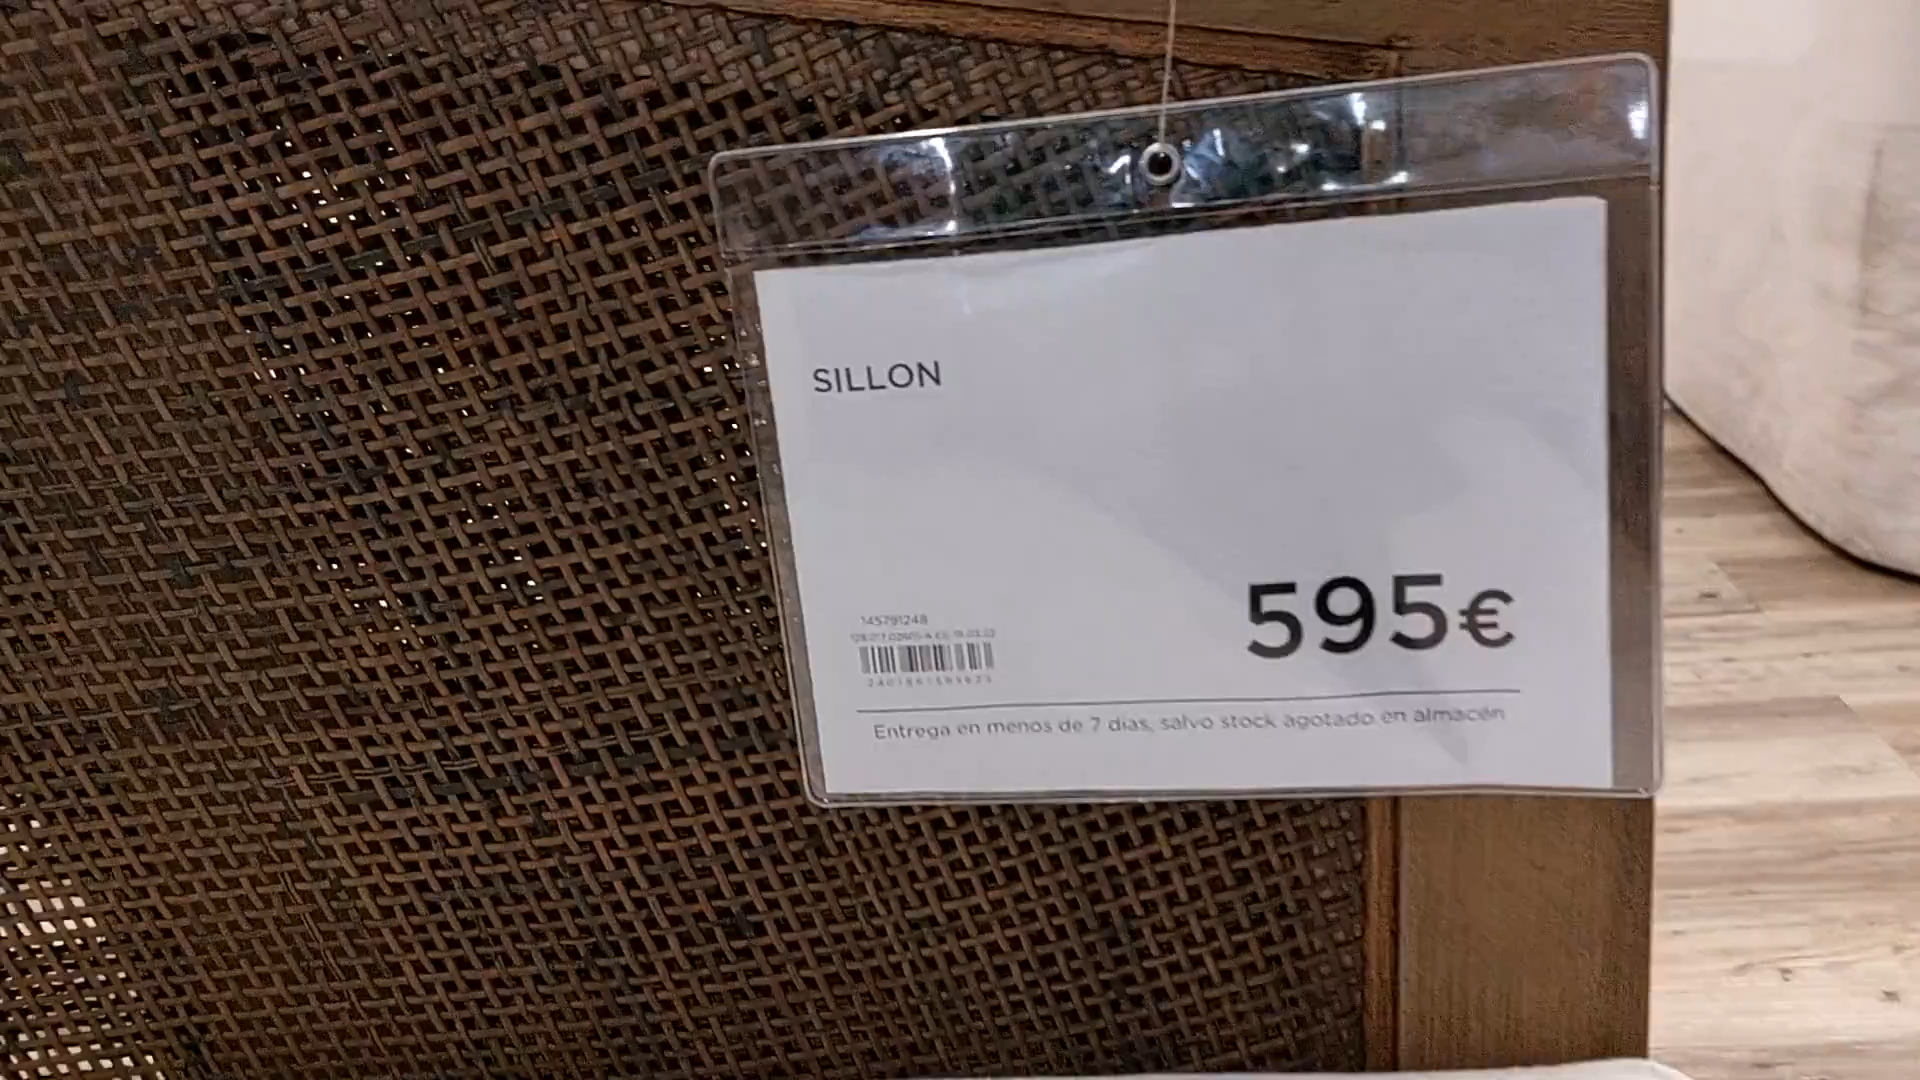 SILLON
595€
145791248
Entrega en menos de 7 días, salvo stock agotado en almacén